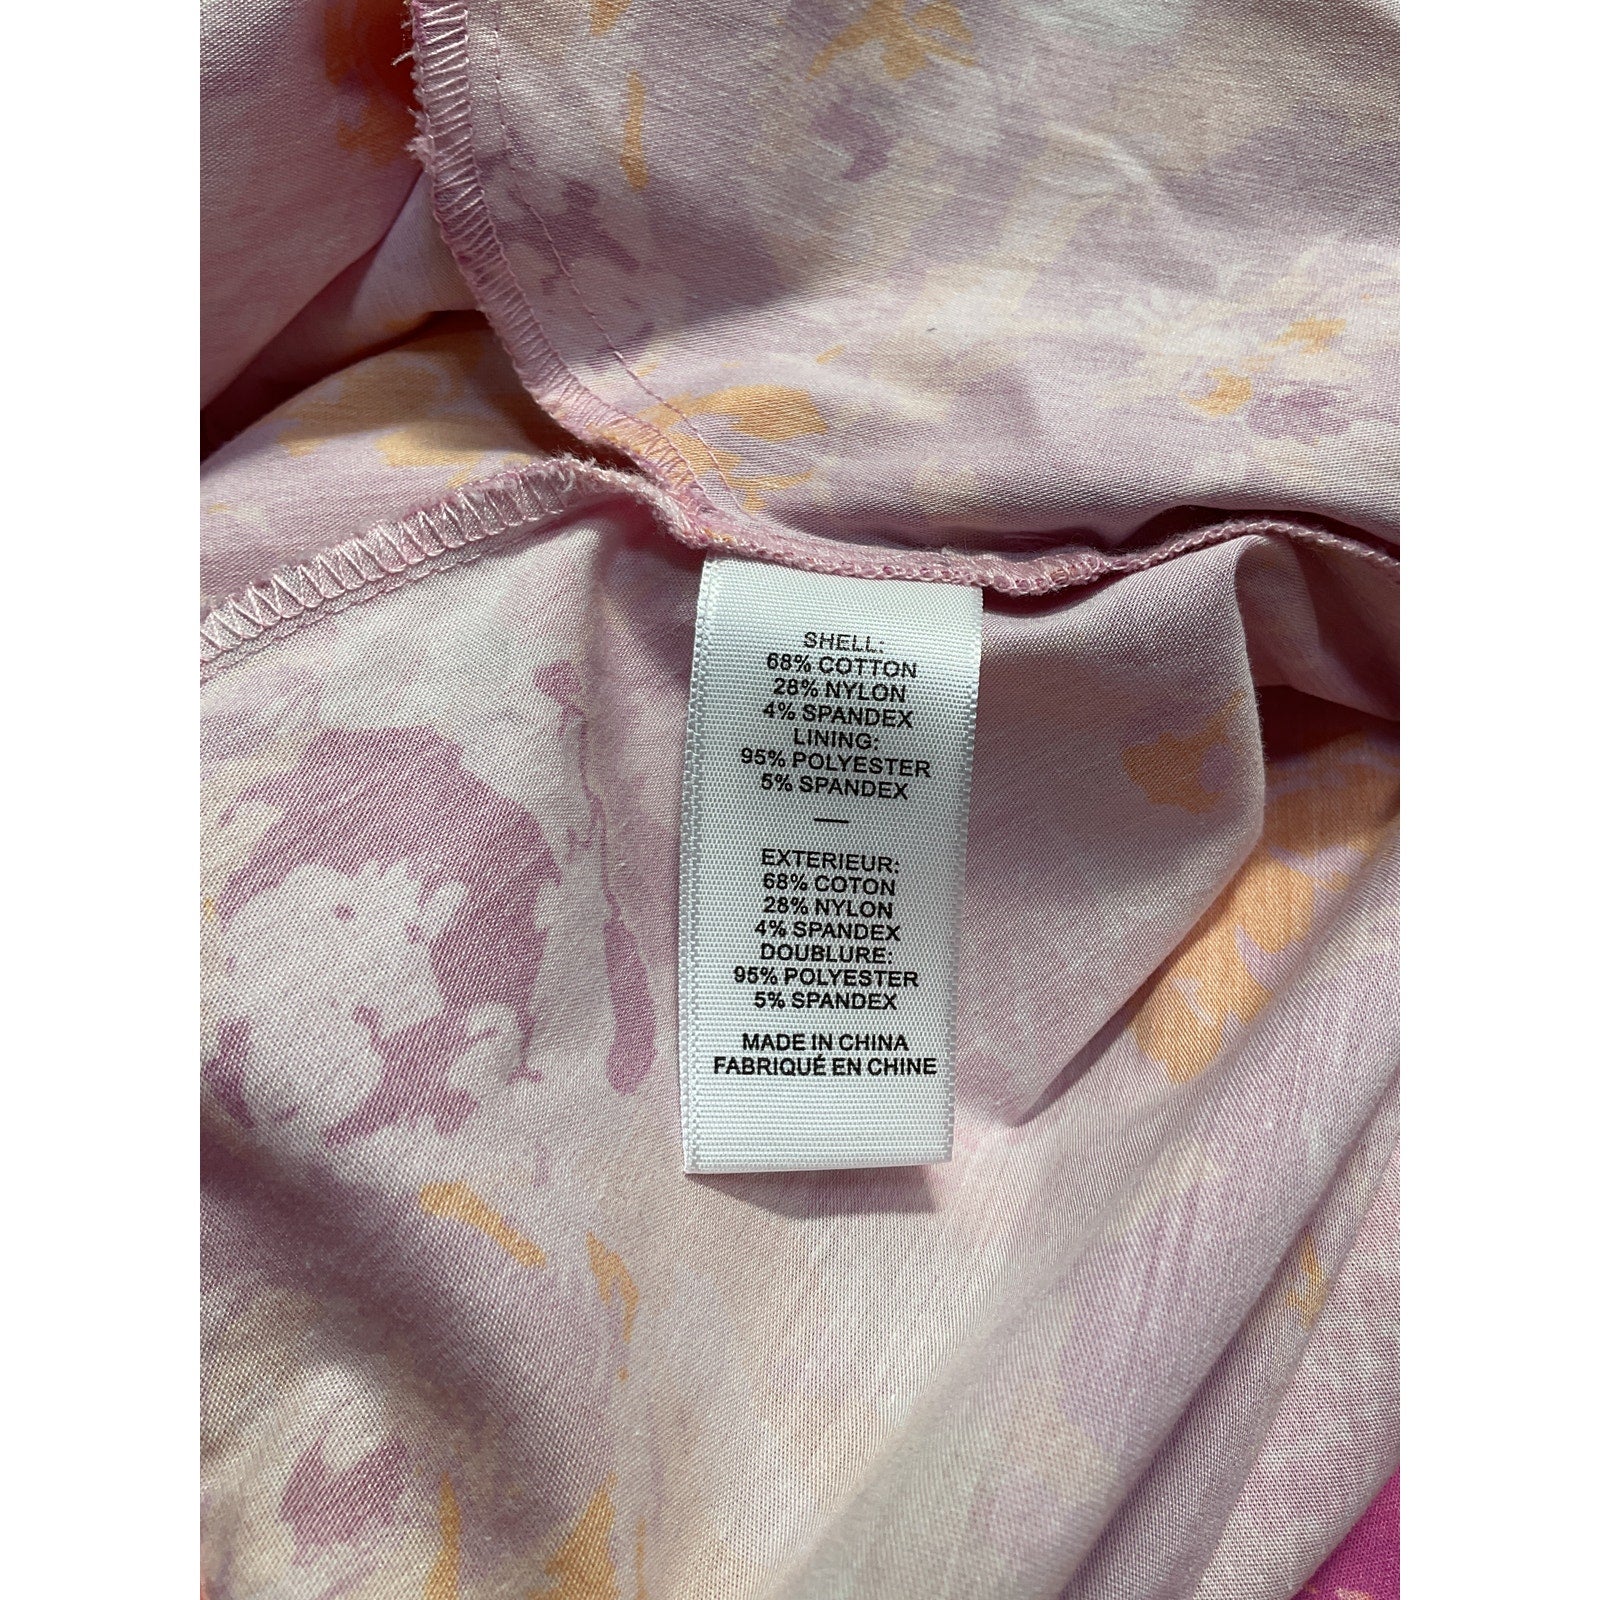 SHELL:
68% COTTON
28% NYLON
4% SPANDEX
LINING:
95% POLYESTER
5% SPANDEX
—
EXTERIEUR:
68% COTON
28% NYLON
4% SPANDEX
DOUBLURE:
95% POLYESTER
5% SPANDEX
MADE IN CHINA
FABRIQUÉ EN CHINE